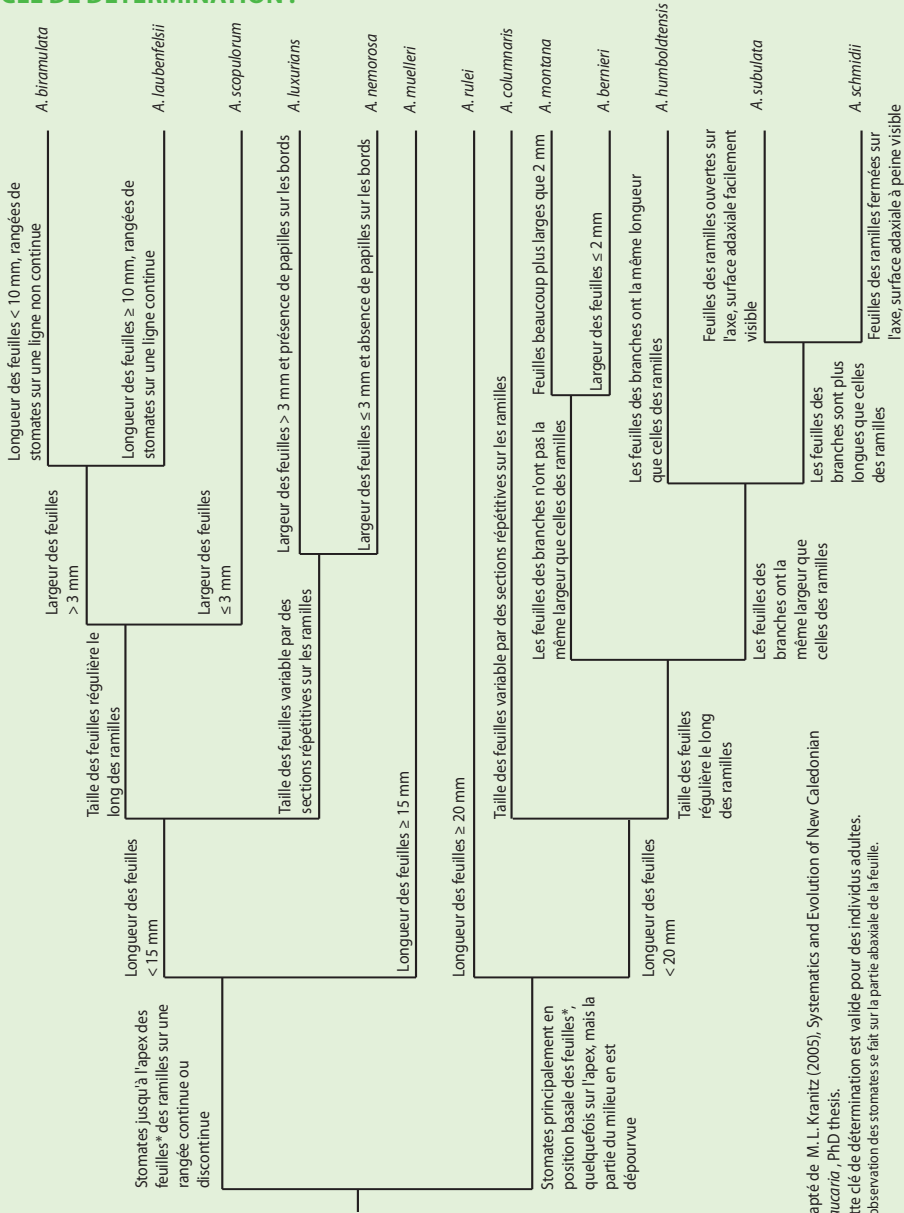 CLÉ DE DÉTERMINATION :
Stomates jusqu'à l'apex des
feuilles* des ramilles sur une
rangée continue ou
discontinue
Longueur des feuilles
< 15 mm
Taille des feuilles régulière le
long des ramilles
Largeur des feuilles
> 3 mm
Longueur des feuilles < 10 mm, rangées de
stomates sur une ligne non continue
A. biramulata
Longueur des feuilles ≥ 10 mm, rangées de
stomates sur une ligne continue
A. laubenfelsii
Largeur des feuilles
≤ 3 mm
A. scopulorum
Taille des feuilles variable par des
sections répétitives sur les ramilles
Largeur des feuilles > 3 mm et présence de papilles sur les bords
A. luxurians
Largeur des feuilles ≤ 3 mm et absence de papilles sur les bords
A. nemorosa
Longueur des feuilles ≥ 15 mm
A. muelleri
Stomates principalement en
position basale des feuilles*,
quelquefois sur l'apex, mais la
partie du milieu en est
dépourvue
Longueur des feuilles ≥ 20 mm
A. rulei
Longueur des feuilles
< 20 mm
Taille des feuilles variable par des sections répétitives sur les ramilles
A. columnaris
Taille des feuilles
régulière le long
des ramilles
Les feuilles des branches n'ont pas la
même largeur que celles des ramilles
Feuilles beaucoup plus larges que 2 mm
A. montana
Largeur des feuilles ≤ 2 mm
A. bernieri
Les feuilles des
branches ont la
même largeur que
celles des ramilles
Les feuilles des branches ont la même longueur
que celles des ramilles
A. humboldtensis
Les feuilles des
branches sont plus
longues que celles
des ramilles
Feuilles des ramilles ouvertes sur
l'axe, surface adaxiale facilement
visible
A. subulata
Feuilles des ramilles fermées sur
l'axe, surface adaxiale à peine visible
A. schmidii
apté de M. L. Kranitz (2005), Systematics and Evolution of New Caledonian
aucaria , PhD thesis.
tte clé de détermination est valide pour des individus adultes.
observation des stomates se fait sur la partie abaxiale de la feuille.